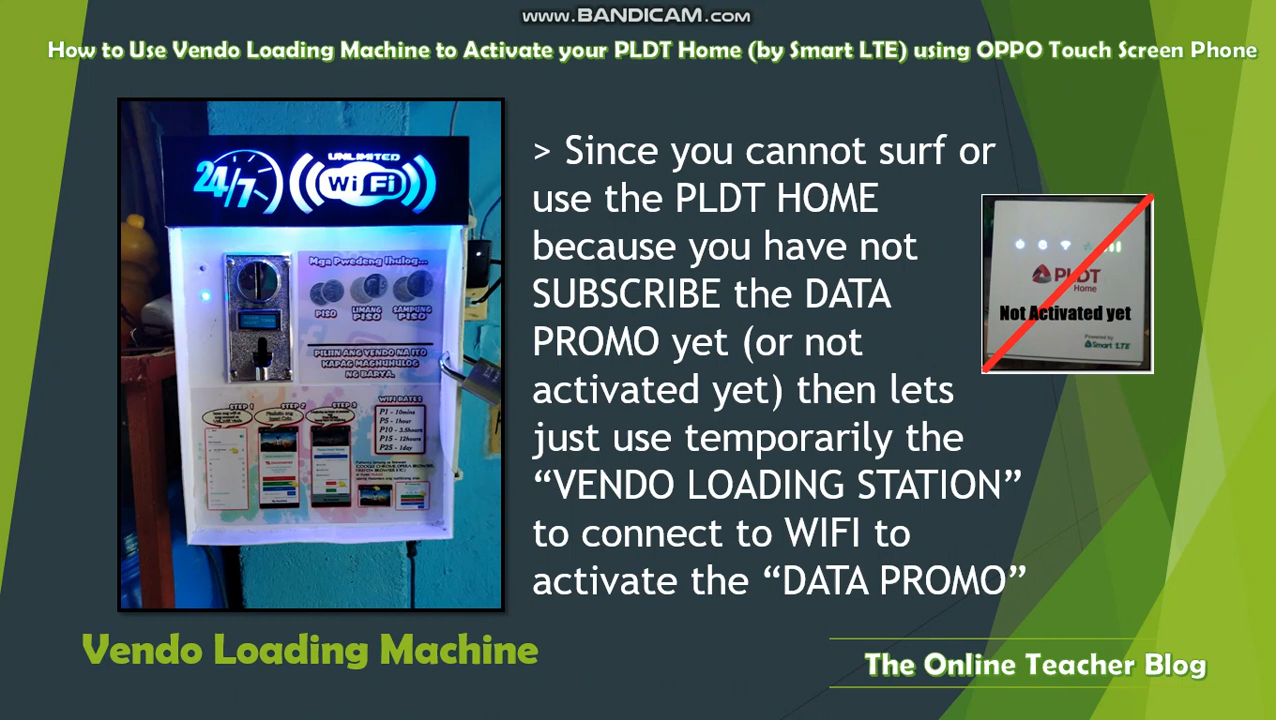 www.BANDICAM.com
How to Use Vendo Loading Machine to Activate your PLDT Home (by Smart LTE) using OPPO Touch Screen Phone
24/7
UNLIMITED
Wi Fi
Mga Pwedeng Ihulog...
PISO
LIMANG PISO
SAMPUNG PISO
PILIIN ANG VENDO NA ITO
KAPAG MAGHUHULOG
NG BARYA.
STEP 1
STEP 2
STEP 3
WIFI RATES
P1 - 10mins
P5 - 1hour
P10 - 3.5hours
P15 - 12hours
P25 - 1day
> Since you cannot surf or
use the PLDT HOME
because you have not
SUBSCRIBE the DATA
PROMO yet (or not
activated yet) then lets
just use temporarily the
“VENDO LOADING STATION”
to connect to WIFI to
activate the “DATA PROMO”
PLDT
Home
Not Activated yet
Powered by
Smart LTE
Vendo Loading Machine
The Online Teacher Blog